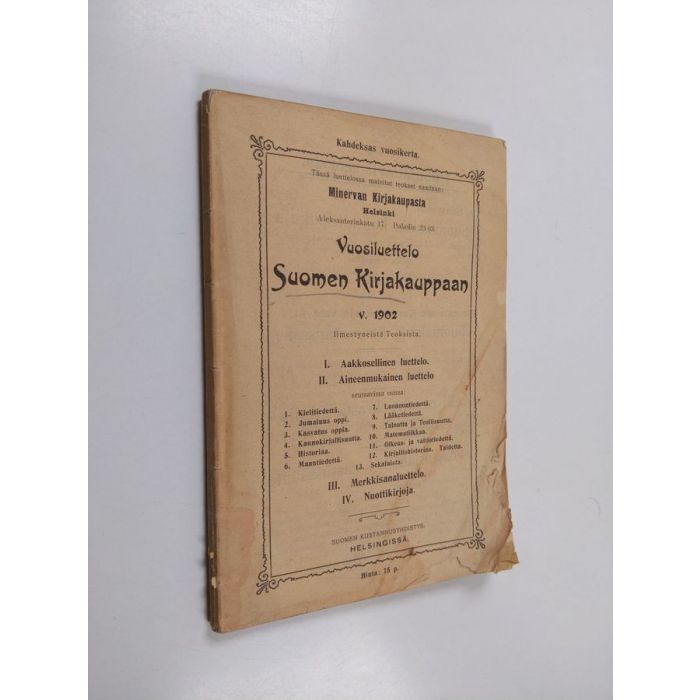 Kahdeksas vuosikerta.
Tässä luettelossa mainitut teokset saadaan:
Minervan Kirjakaupasta
Helsinki
Aleksanterinkatu 17. Puhelin 23 63.
Vuosiluettelo
Suomen Kirjakauppaan
v. 1902
Ilmestyneistä Teoksista.
I. Aakkosellinen luettelo.
II. Aineenmukainen luettelo
seuraavissa osissa:
1. Kielitiedettä.
2. Jumaluus oppi.
3. Kasvatus oppia.
4. Kaunokirjallisuutta.
5. Historiaa.
6. Maantiedettä.
7. Luonnontiedettä.
8. Lääketiedettä.
9. Taloutta ja Teollisuutta.
10. Matematiikkaa.
11. Oikeus- ja valtiotiedettä.
12. Kirjallishistoriaa. Taidetta.
13. Sekalaista.
III. Merkkisanaluettelo.
IV. Nuottikirjoja.
SUOMEN KUSTANNUSYHDISTYS.
HELSINGISSÄ.
Hinta: 75 p.